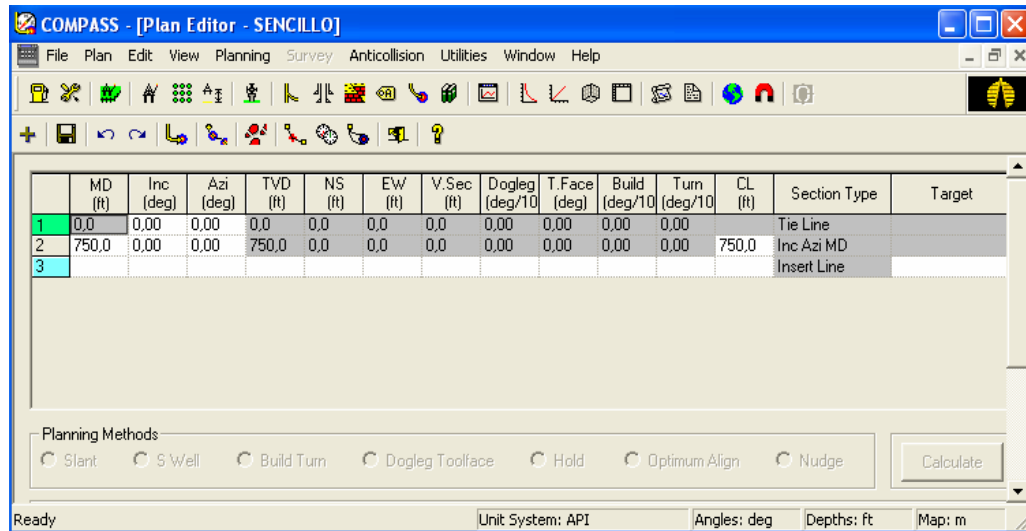 COMPASS - [Plan Editor - SENCILLO]
File Plan Edit View Planning Survey Anticollision Utilities Window Help
MD (ft) Inc (deg) Azi (deg) TVD (ft) NS (ft) EW (ft) V.Sec (ft) Dogleg (deg/10 T.Face (deg) Build (deg/10 Turn (deg/10 CL (ft) Section Type Target
1 0,0 0,00 0,00 0,0 0,0 0,0 0,0 0,00 0,00 0,00 0,00 Tie Line
2 750,0 0,00 0,00 750,0 0,0 0,0 0,0 0,00 0,00 0,00 0,00 750,0 Inc Azi MD
3 Insert Line
Planning Methods
Slant S Well Build Turn Dogleg Toolface Hold Optimum Align Nudge Calculate
Ready Unit System: API Angles: deg Depths: ft Map: m